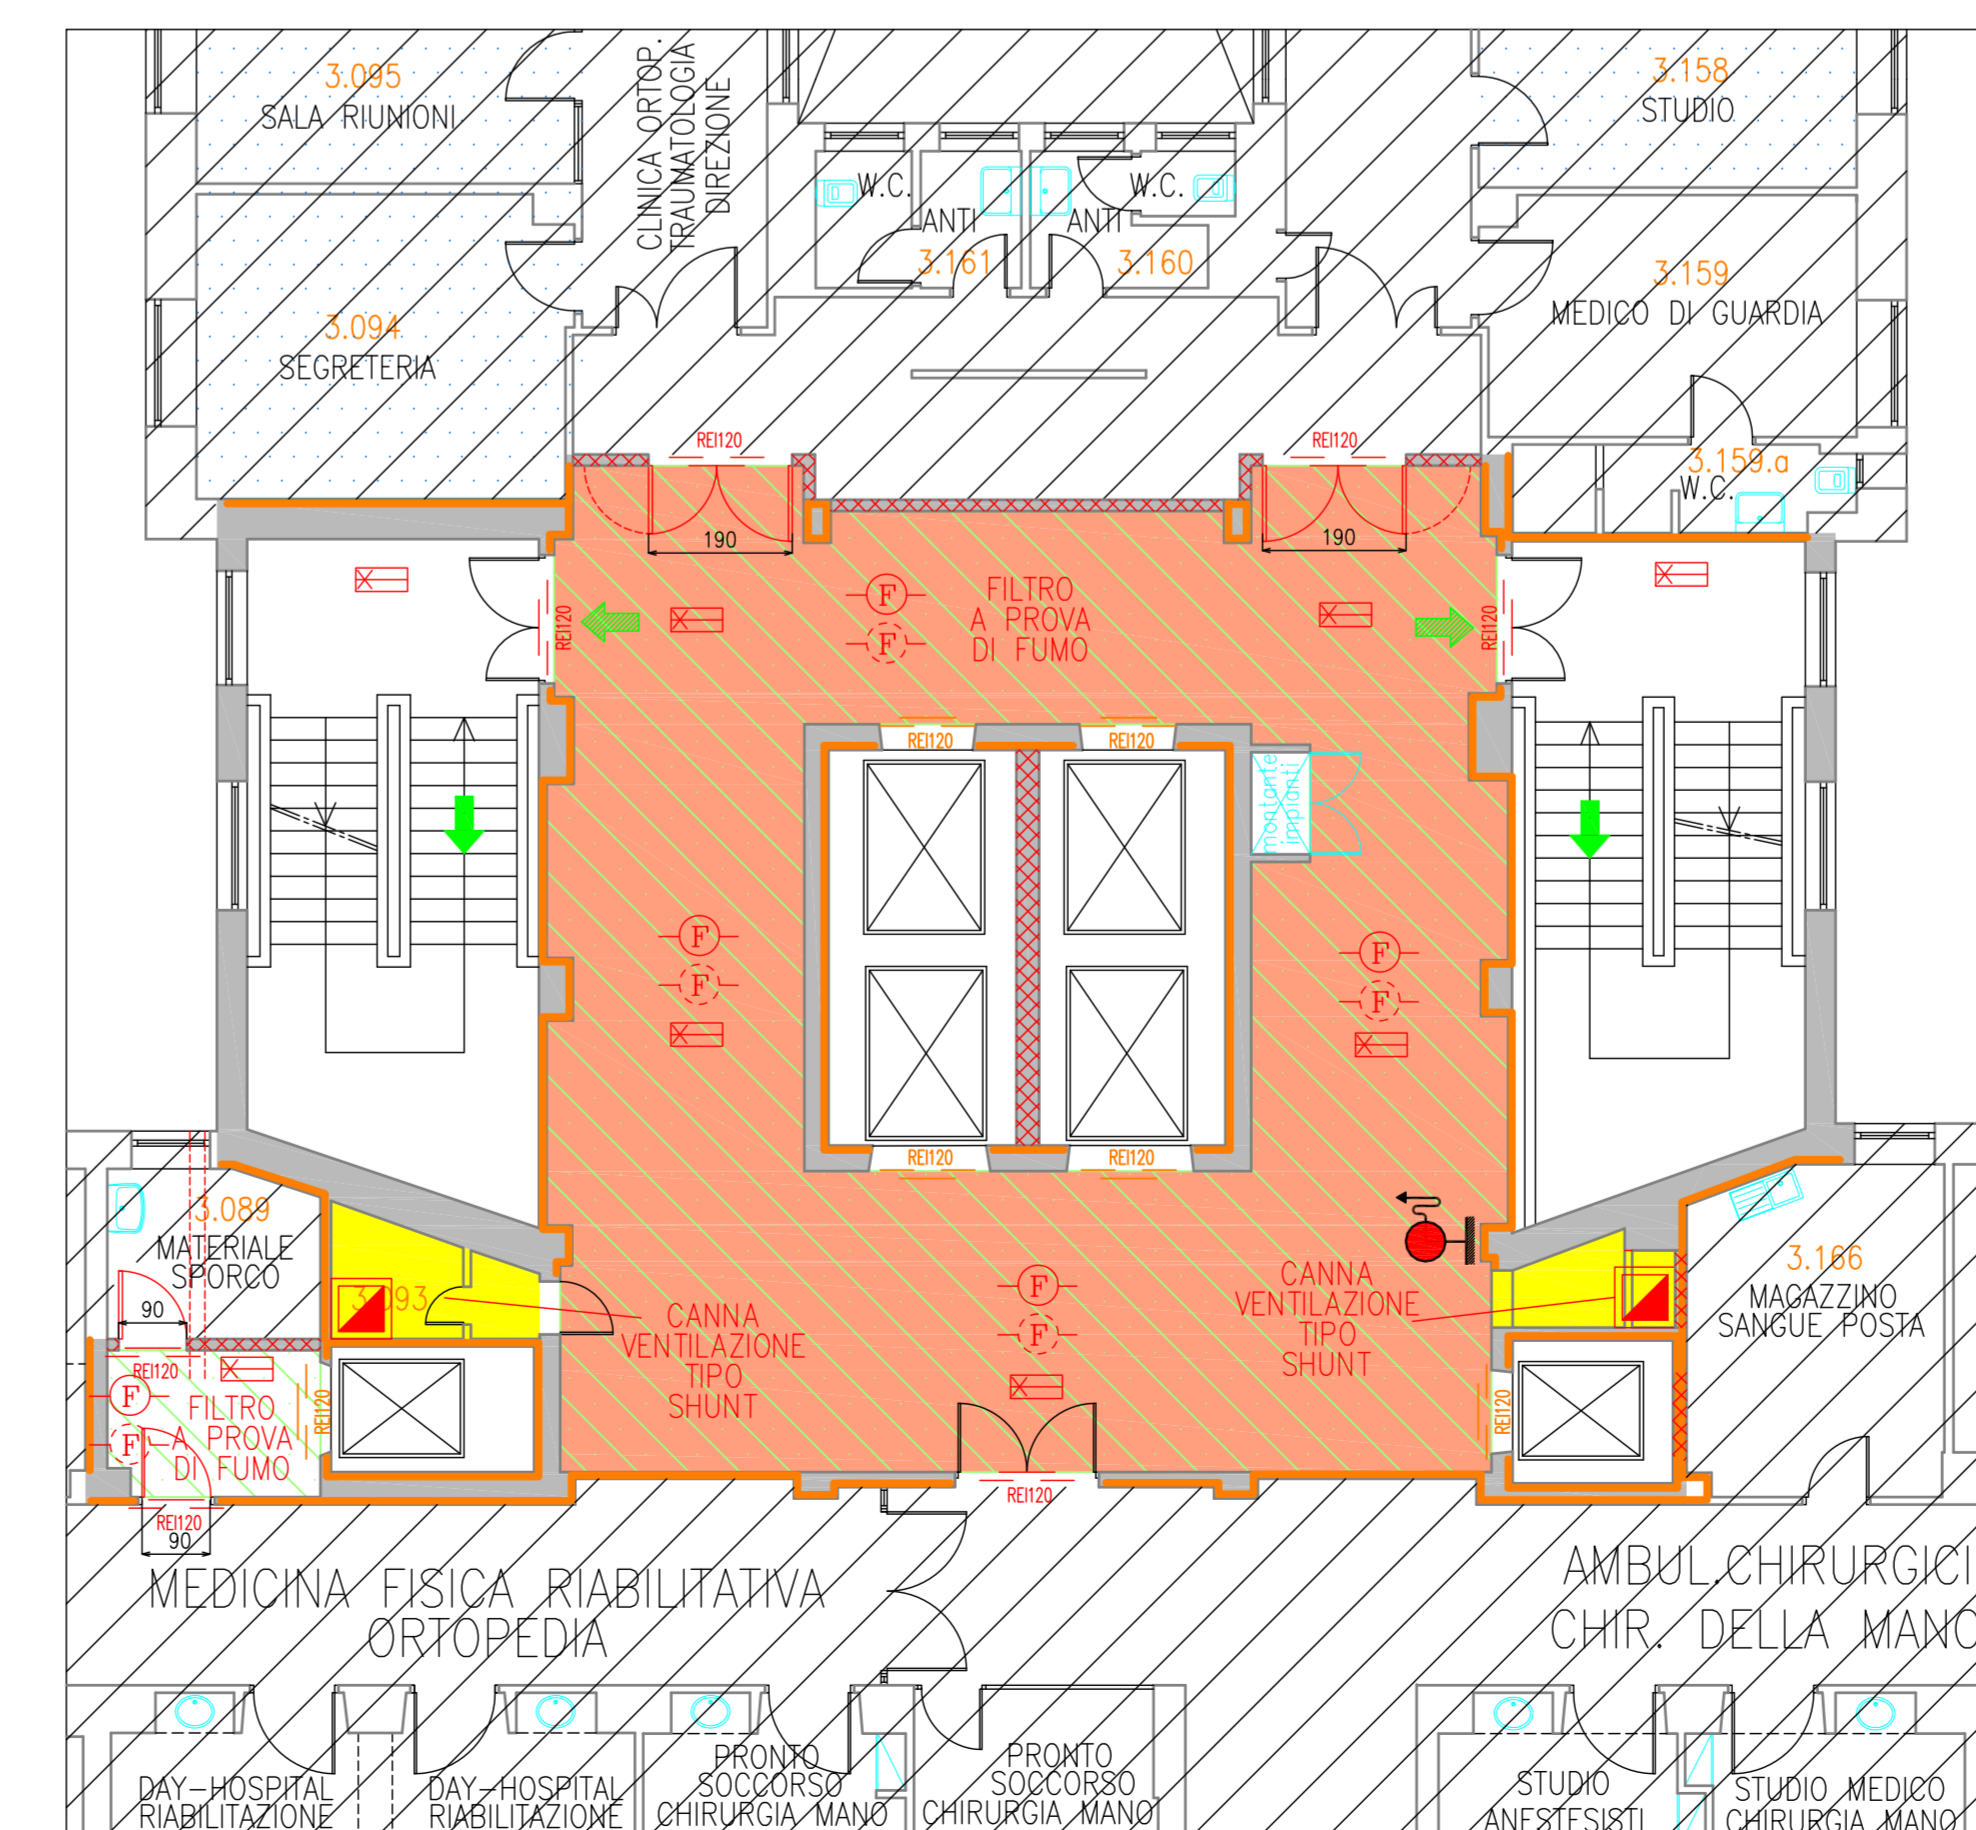 3.095
SALA RIUNIONI
CLINICA ORTOP.
TRAUMATOLOGIA
DIREZIONE
3.158
STUDIO
W.C.
ANTI
3.161
W.C.
ANTI
3.160
3.159
MEDICO DI GUARDIA
3.094
SEGRETERIA
3.159.a
W.C.
REI120
REI120
190
190
REI120
F
F
FILTRO
A PROVA
DI FUMO
REI120
REI120
REI120
montante
impianti
F
F
F
F
REI120
REI120
3.089
MATERIALE
SPORCO
90
3.093
CANNA
VENTILAZIONE
TIPO
SHUNT
F
F
CANNA
VENTILAZIONE
TIPO
SHUNT
3.166
MAGAZZINO
SANGUE POSTA
REI120
F
F
FILTRO
A PROVA
DI FUMO
REI120
REI120
REI120
REI120
90
MEDICINA FISICA RIABILITATIVA
ORTOPEDIA
AMBUL.CHIRURGICI
CHIR. DELLA MANO
DAY-HOSPITAL
RIABILITAZIONE
DAY-HOSPITAL
RIABILITAZIONE
PRONTO
SOCCORSO
CHIRURGIA MANO
PRONTO
SOCCORSO
CHIRURGIA MANO
STUDIO
ANESTESISTI
STUDIO MEDICO
CHIRURGIA MANO